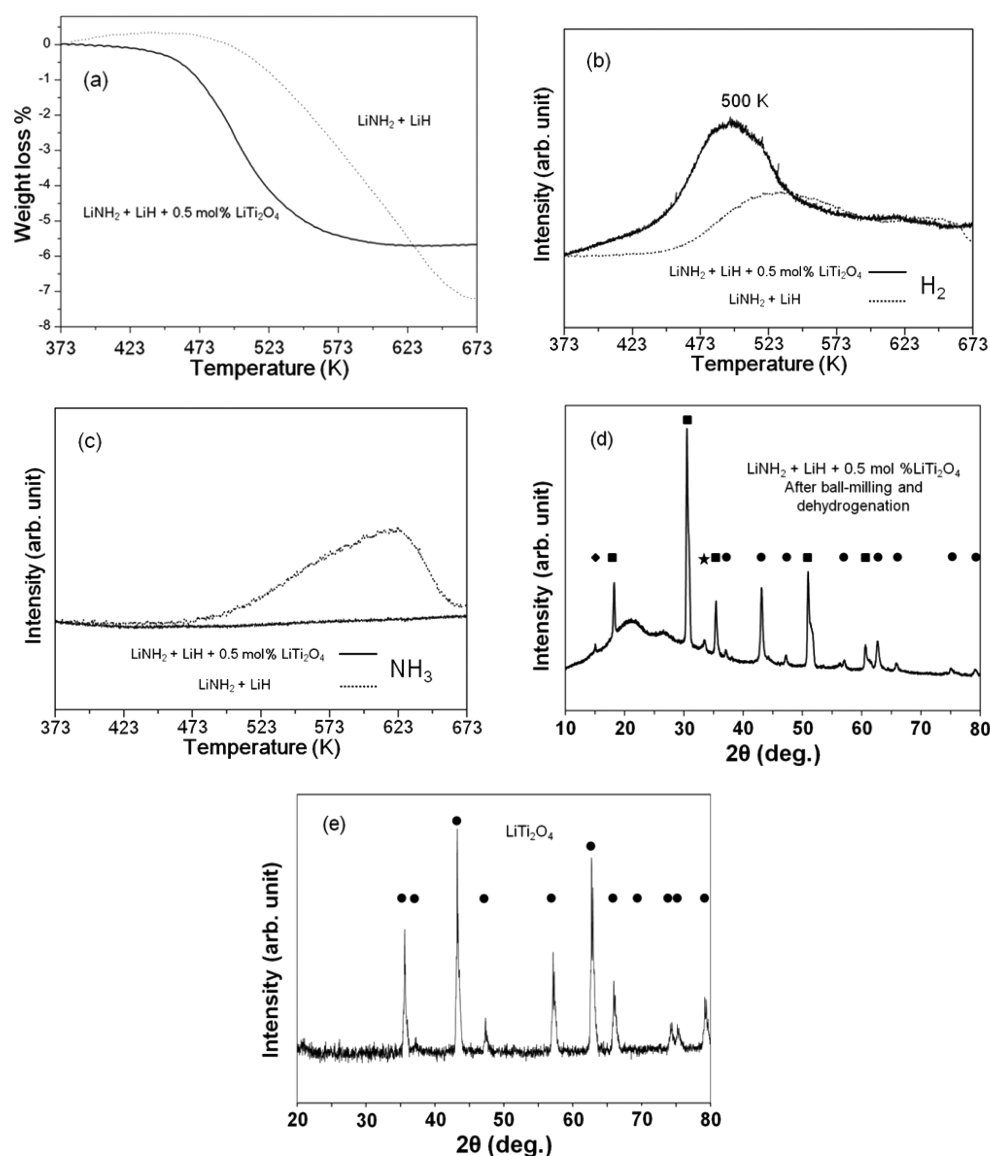 (a)
Weight loss %
0
-1
-2
-3
-4
-5
-6
-7
-8
LiNH₂ + LiH
LiNH₂ + LiH + 0.5 mol% LiTi₂O₄
373 423 473 523 573 623 673
Temperature (K)
(b)
Intensity (arb. unit)
500 K
LiNH₂ + LiH + 0.5 mol% LiTi₂O₄
LiNH₂ + LiH
H₂
373 423 473 523 573 623 673
Temperature (K)
(c)
Intensity (arb. unit)
LiNH₂ + LiH + 0.5 mol% LiTi₂O₄
LiNH₂ + LiH
NH₃
373 423 473 523 573 623 673
Temperature (K)
(d)
Intensity (arb. unit)
LiNH₂ + LiH + 0.5 mol %LiTi₂O₄
After ball-milling and
dehydrogenation
10 20 30 40 50 60 70 80
2θ (deg.)
(e)
Intensity (arb. unit)
LiTi₂O₄
20 30 40 50 60 70 80
2θ (deg.)